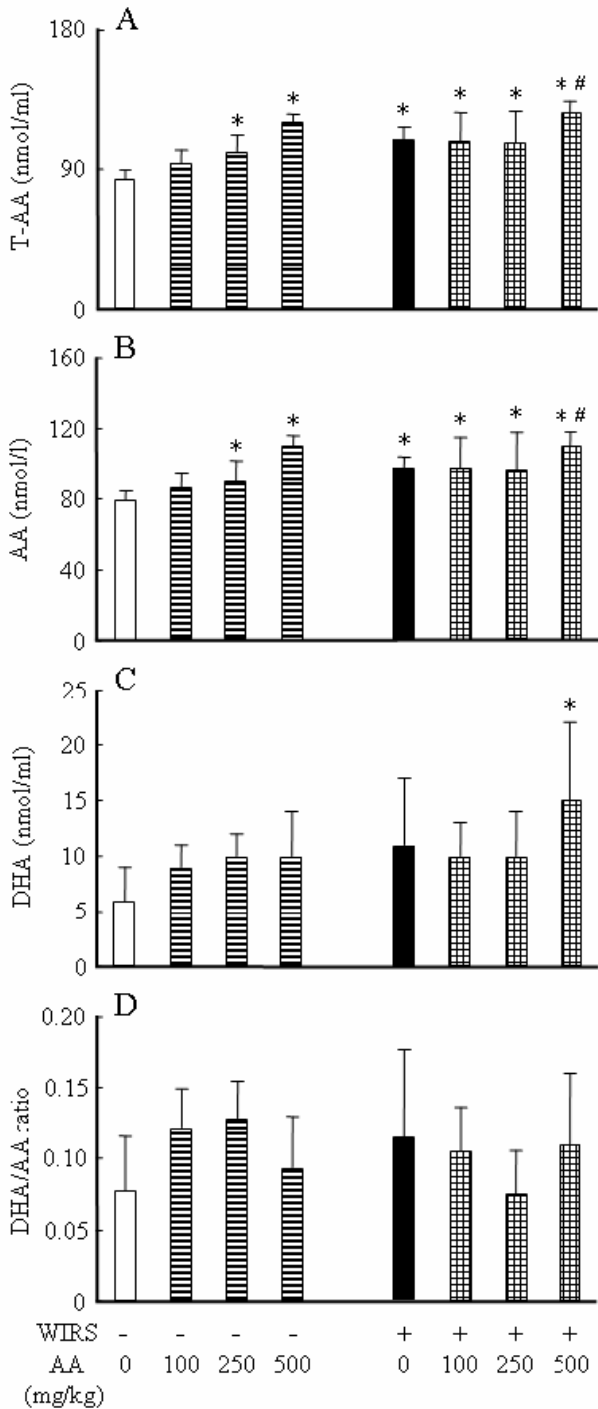 A
180
* * * * * * #
90
0
T-AA (nmol/ml)
B
160
120
* * * * * * #
80
40
0
AA (nmol/l)
C
25
*
20
15
10
5
0
DHA (nmol/ml)
D
0.20
0.15
0.10
0.05
0
DHA/AA ratio
WIRS - - - - + + + +
AA 0 100 250 500 0 100 250 500
(mg/kg)